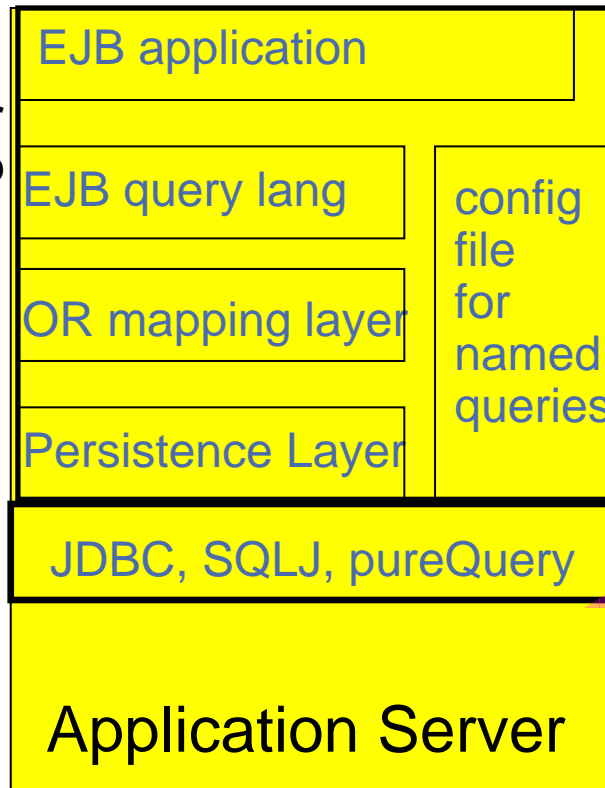 EJB application
EJB query lang
OR mapping layer
Persistence Layer
config
file
for
named
queries
JDBC, SQLJ, pureQuery
Application Server